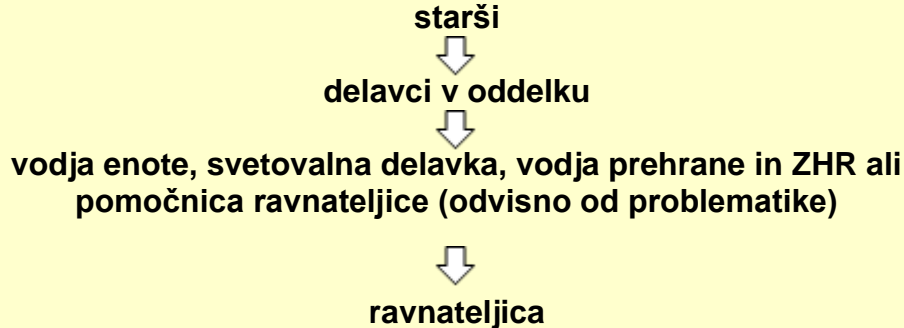 starši
delavci v oddelku
vodja enote, svetovalna delavka, vodja prehrane in ZHR ali
pomočnica ravnateljice (odvisno od problematike)
ravnateljica